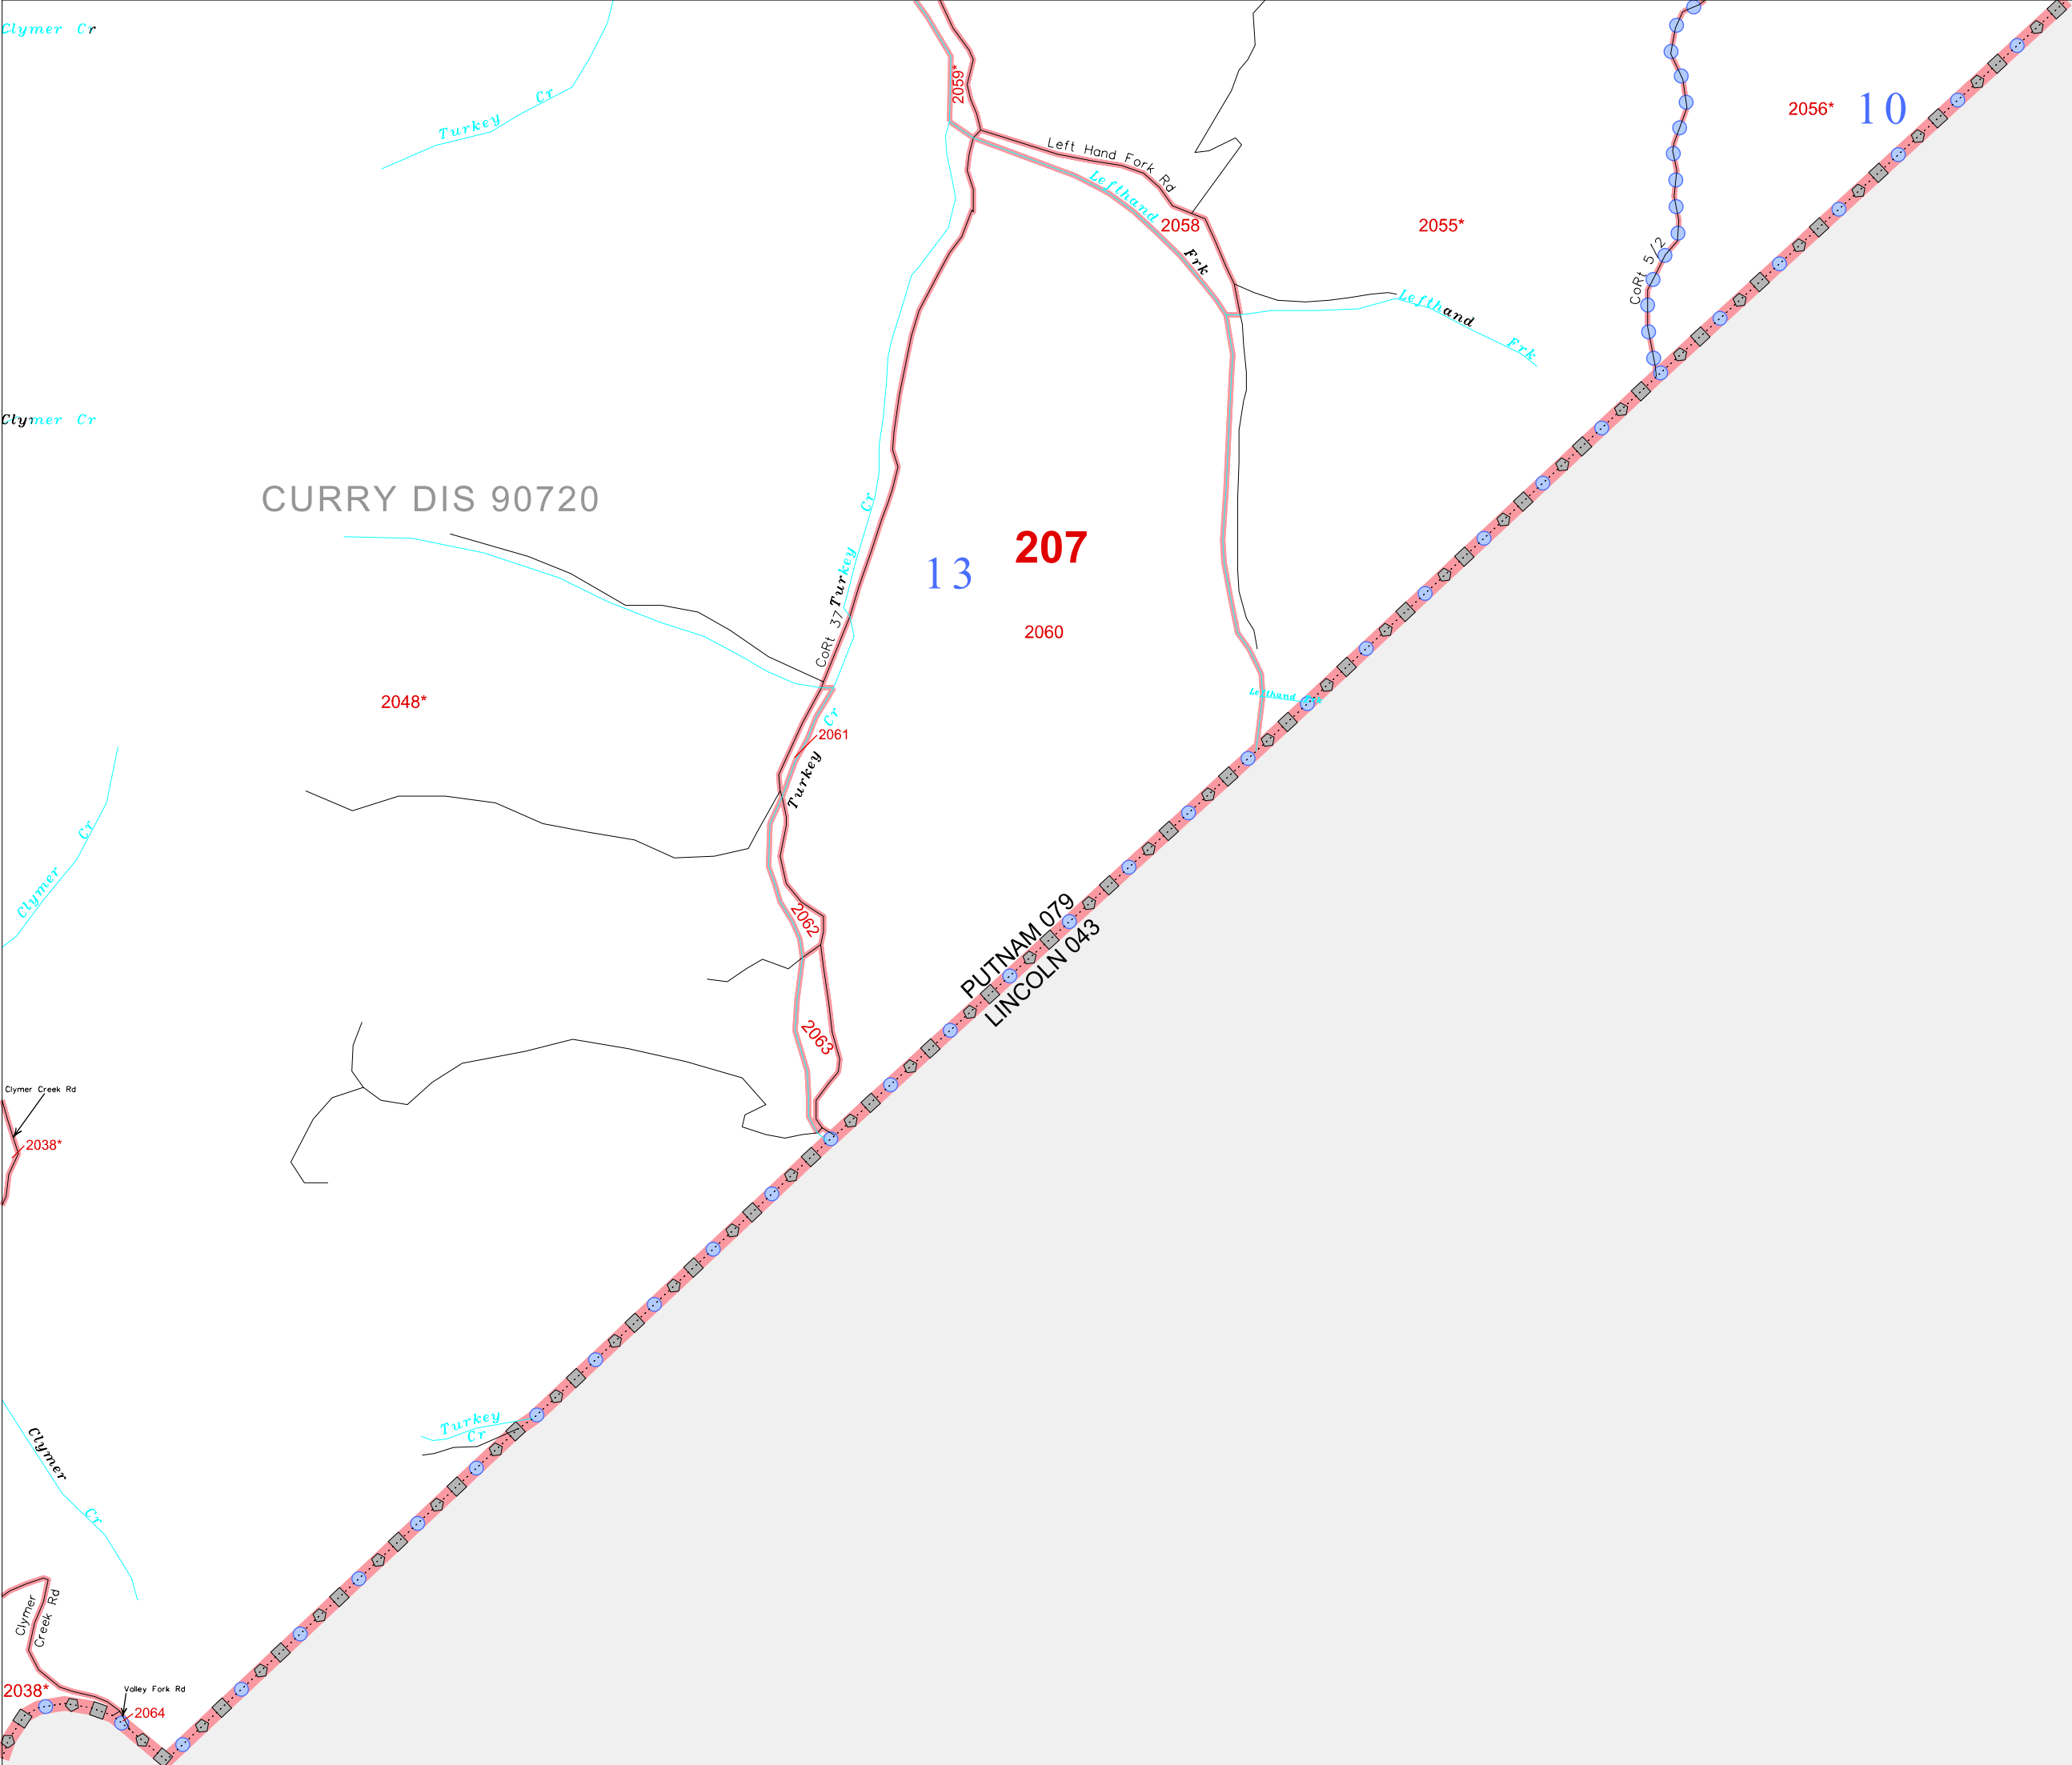 Clymer Cr
Turkey Cr
2059*
Left Hand Fork Rd
Lefthand
Frk
2058
2055*
2056*
10
CoRt 5/2
Lefthand
Frk
Clymer Cr
CURRY DIS 90720
Cr
Turkey
CoRt 37
13
207
2060
2048*
Lefthand
Cr
2061
Turkey
Clymer Cr
2062
PUTNAM 079
LINCOLN 043
2063
Clymer Creek Rd
2038*
Turkey
Cr
Clymer
Cr
Clymer
Creek Rd
2038*
Valley Fork Rd
2064